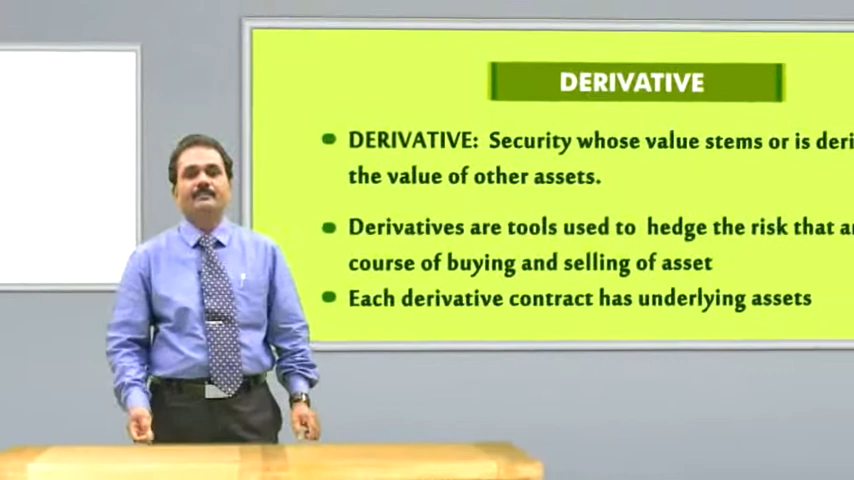 DERIVATIVE
DERIVATIVE: Security whose value stems or is
the value of other assets.
Derivatives are tools used to hedge the risk that
course of buying and selling of asset
Each derivative contract has underlying assets